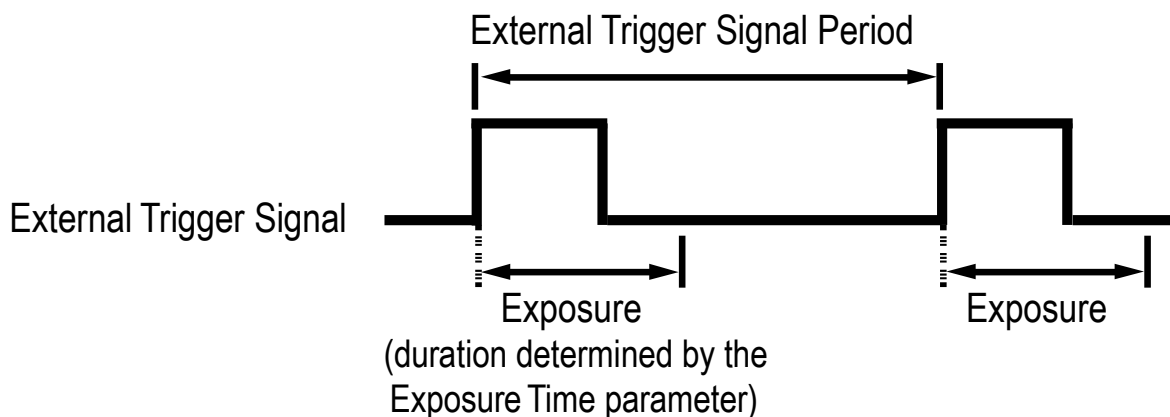 External Trigger Signal Period
External Trigger Signal
Exposure
(duration determined by the
Exposure Time parameter)
Exposure